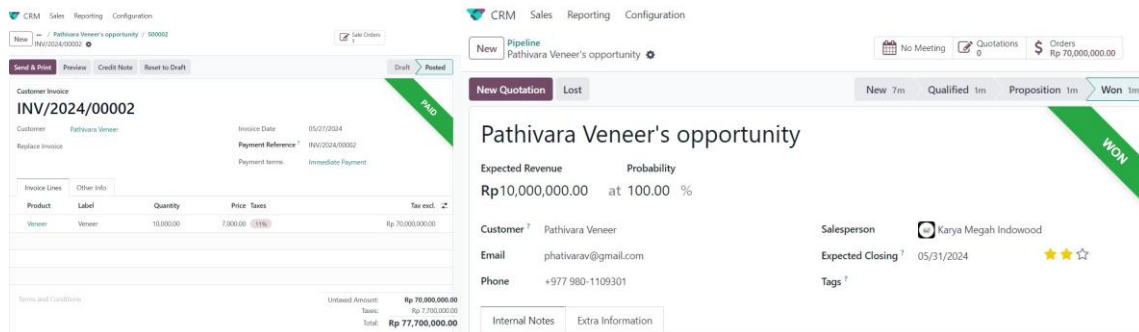 CRM Sales Reporting Configuration
New ... / Pathivara Veneer's opportunity / S00002
INV/2024/00002
Sale Orders
1
Send & Print Preview Credit Note Reset to Draft Draft Posted
Customer Invoice
INV/2024/00002
PAID
Customer Pathivara Veneer Invoice Date 05/27/2024
Replace Invoice Payment Reference ? INV/2024/00002
Payment terms Immediate Payment
Invoice Lines Other Info
Product Label Quantity Price Taxes Tax excl.
Veneer Veneer 10,000.00 7,000.00 11% Rp 70,000,000.00
Terms and Conditions Untaxed Amount: Rp 70,000,000.00
Taxes: Rp 7,700,000.00
Total: Rp 77,700,000.00
CRM Sales Reporting Configuration
New Pipeline
Pathivara Veneer's opportunity
No Meeting
Quotations
0
Orders
Rp 70,000,000.00
New Quotation Lost New 7m Qualified 1m Proposition 1m Won 1m
WON
Pathivara Veneer's opportunity
Expected Revenue Probability
Rp10,000,000.00 at 100.00 %
Customer ? Pathivara Veneer Salesperson Karya Megah Indowood
Email phativarav@gmail.com Expected Closing ? 05/31/2024
Phone +977 980-1109301 Tags ?
Internal Notes Extra Information